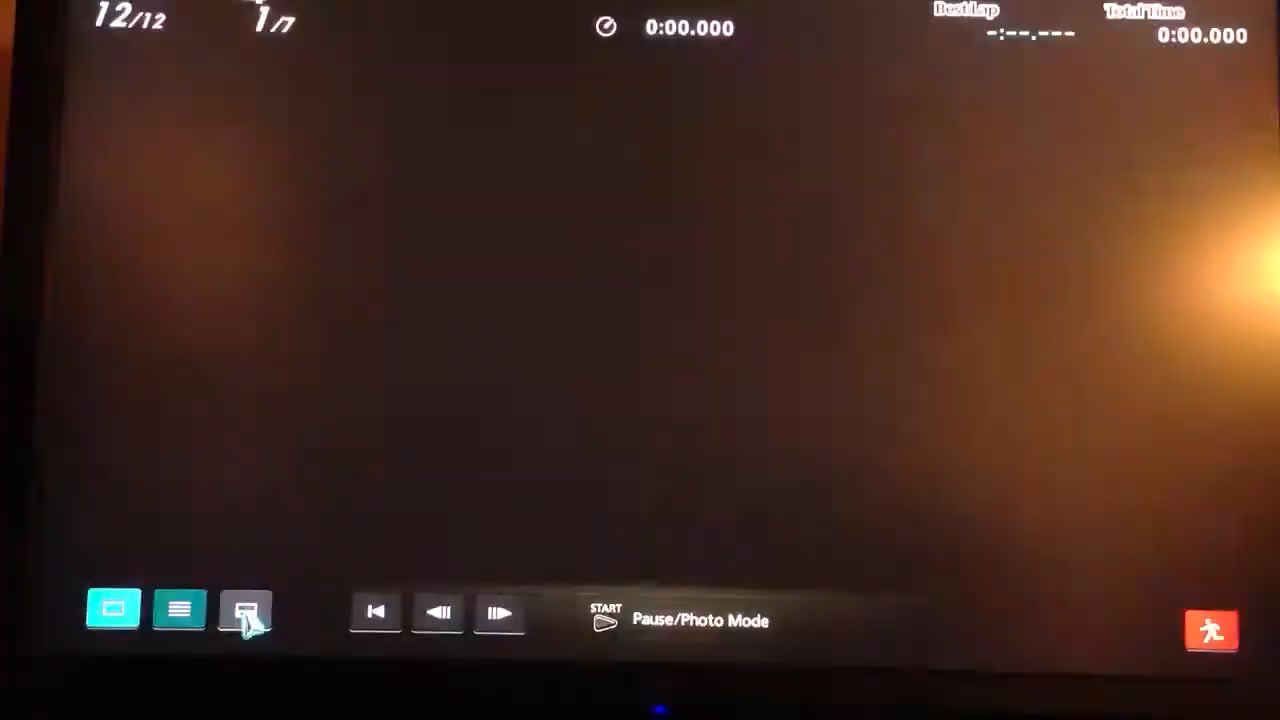 12/12
1/7
0:00.000
Best Lap
-:--.---
Total Time
0:00.000
START
Pause/Photo Mode